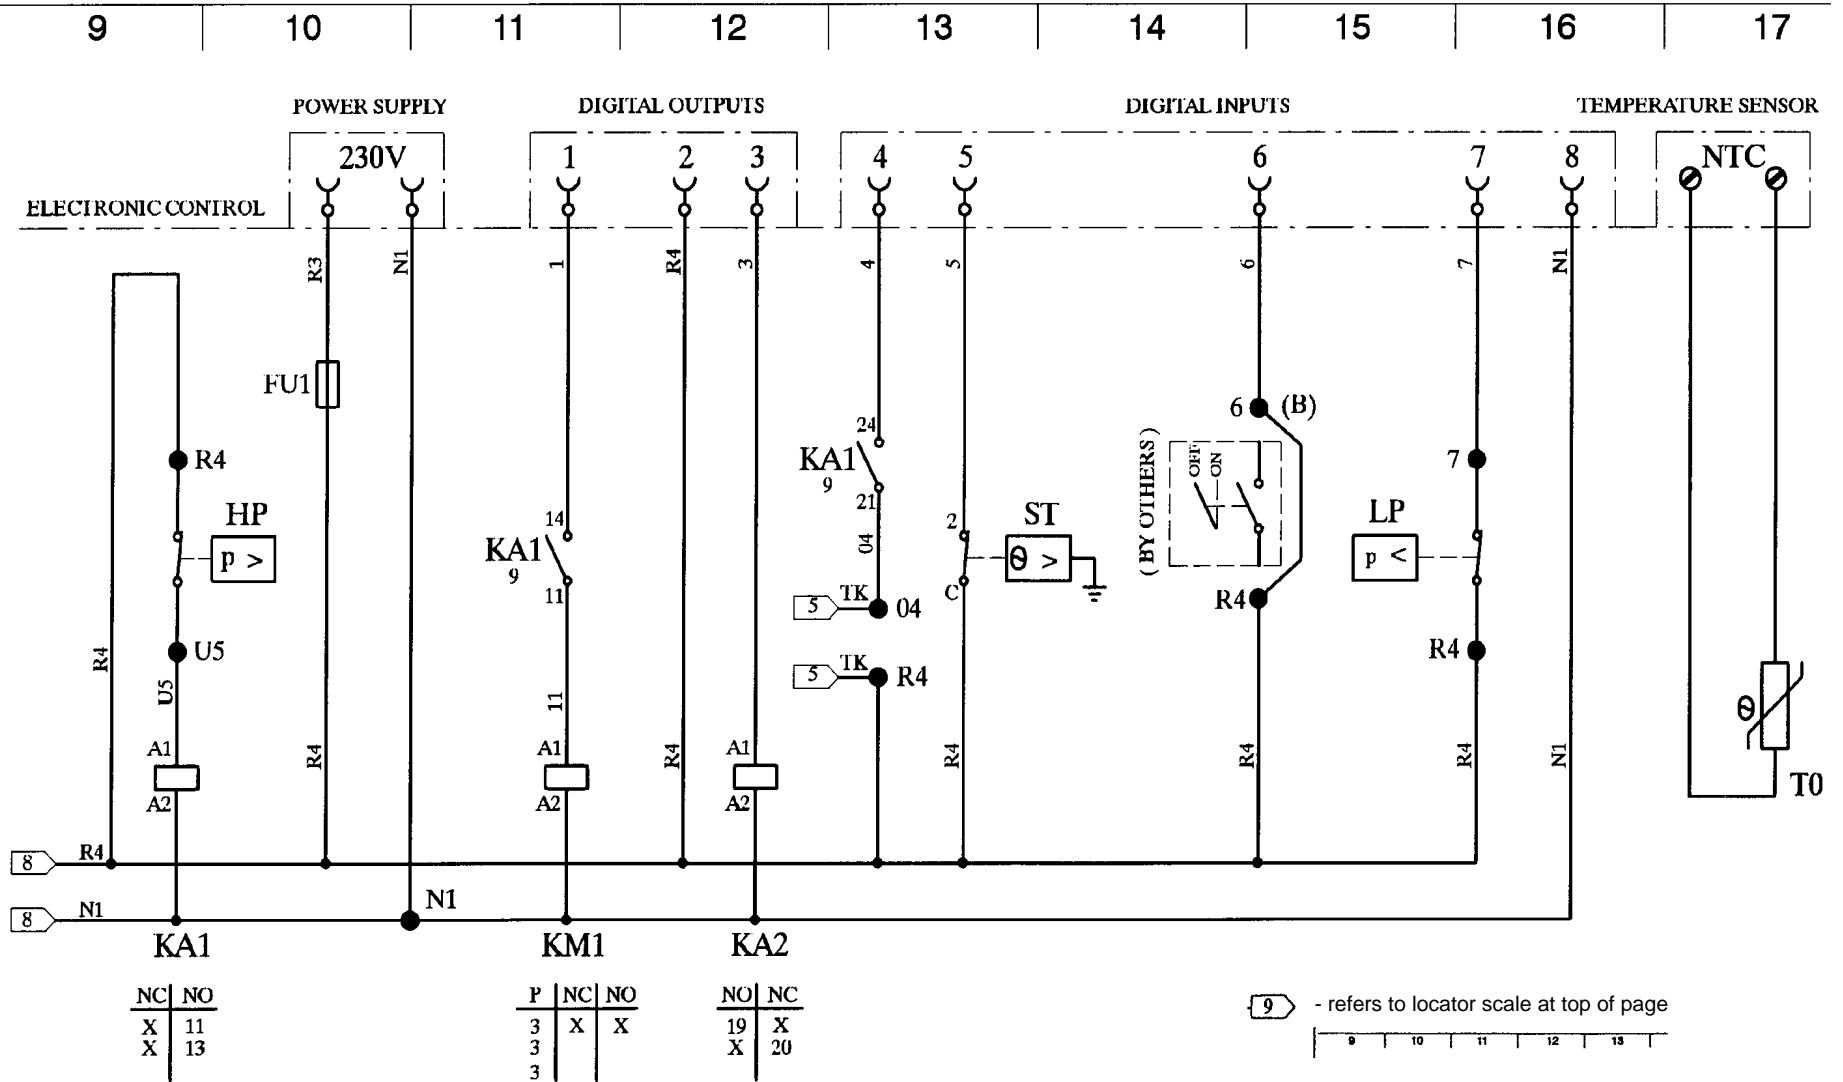 9 10 11 12 13 14 15 16 17
POWER SUPPLY DIGITAL OUTPUTS DIGITAL INPUTS TEMPERATURE SENSOR
230V 1 2 3 4 5 6 7 8 NTC
ELECTRONIC CONTROL
R3 N1 1 R4 3 4 5 6 7 N1
FU1
6 (B)
24
KA1
9
21
04
(BY OTHERS)
OFF
ON
R4
7
HP
p >
14
KA1
9
11
2
ST
θ >
C
LP
p <
5 TK 04
R4
R4
U5
U5
R4
5 TK R4
11
θ
T0
A1 A1 A1
A2 A2 A2
R4 R4 R4 R4 R4 N1
8 R4
8 N1
N1
KA1 KM1 KA2
NC NO P NC NO NO NC
X 11 3 X X 19 X
X 13 3 X 20
3
9 - refers to locator scale at top of page
9 10 11 12 13